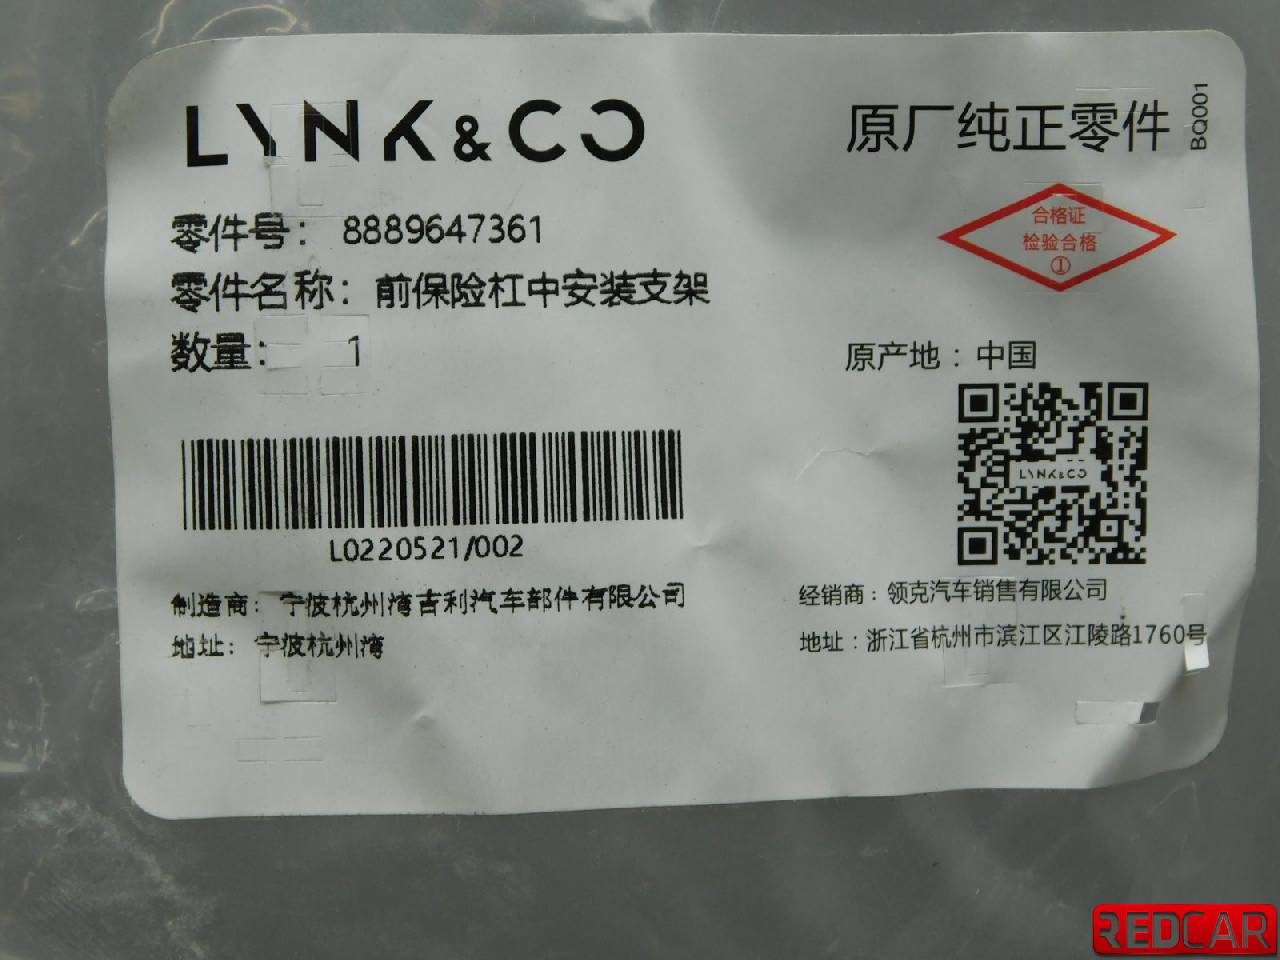 LYNK&CO
原厂纯正零件
BQ001
零件号： 8889647361
合格证
检验合格
①
零件名称：前保险杠中安装支架
数量： 1
原产地：中国
LYNK&CO
L0220521/002
制造商：宁波杭州湾吉利汽车部件有限公司
地址：宁波杭州湾
经销商：领克汽车销售有限公司
地址：浙江省杭州市滨江区江陵路1760号
REDCAR